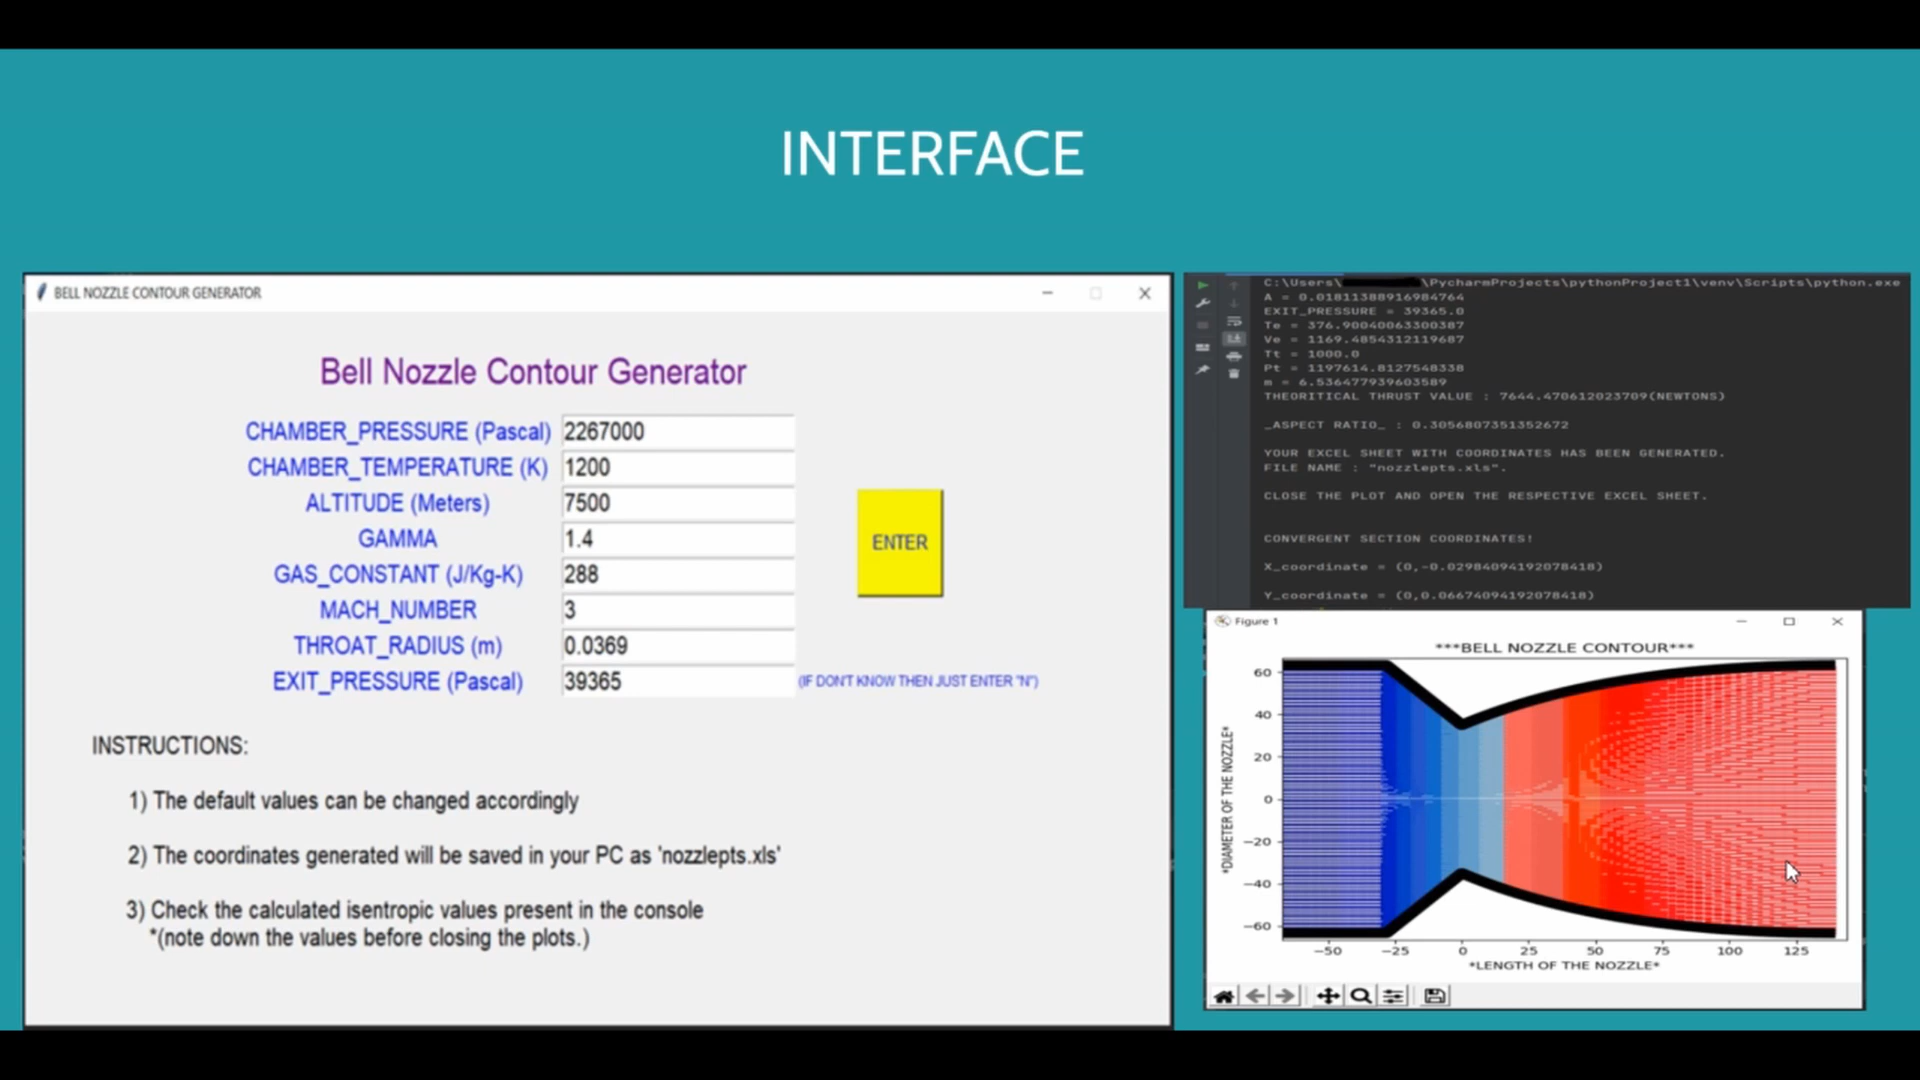 INTERFACE
BELL NOZZLE CONTOUR GENERATOR
Bell Nozzle Contour Generator
CHAMBER_PRESSURE (Pascal) 2267000
CHAMBER_TEMPERATURE (K) 1200
ALTITUDE (Meters) 7500
GAMMA 1.4
GAS_CONSTANT (J/Kg-K) 288
MACH_NUMBER 3
THROAT_RADIUS (m) 0.0369
EXIT_PRESSURE (Pascal) 39365 (IF DON'T KNOW THEN JUST ENTER "N")
ENTER
INSTRUCTIONS:
1) The default values can be changed accordingly
2) The coordinates generated will be saved in your PC as 'nozzlepts.xls'
3) Check the calculated isentropic values present in the console
*(note down the values before closing the plots.)
C:\Users\ \PycharmProjects\pythonProject1\venv\Scripts\python.exe
A = 0.01811388916984764
EXIT_PRESSURE = 39365.0
Te = 376.90040063300387
Ve = 1169.4854312119687
Tt = 1000.0
Pt = 1197614.8127548338
m = 6.536477939603589
THEORITICAL THRUST VALUE : 7644.470612023709(NEWTONS)
_ASPECT RATIO_ : 0.3056807351352672
YOUR EXCEL SHEET WITH COORDINATES HAS BEEN GENERATED.
FILE NAME : "nozzlepts.xls".
CLOSE THE PLOT AND OPEN THE RESPECTIVE EXCEL SHEET.
CONVERGENT SECTION COORDINATES!
X_coordinate = (0,-0.02984094192078418)
Y_coordinate = (0,0.06674094192078418)
Figure 1
***BELL NOZZLE CONTOUR***
*DIAMETER OF THE NOZZLE*
60
40
20
0
−20
−40
−60
−50 −25 0 25 50 75 100 125
*LENGTH OF THE NOZZLE*